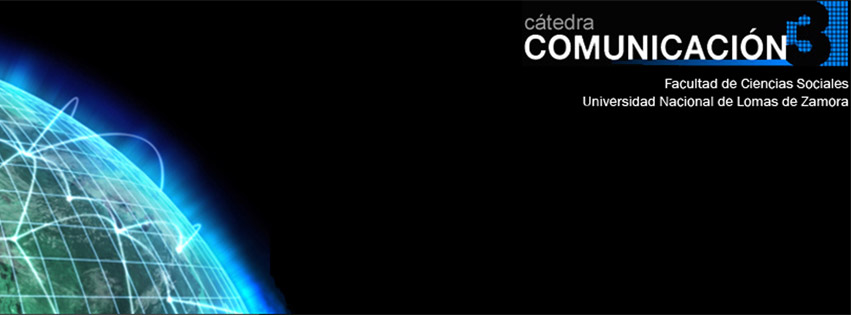 cátedra
COMUNICACIÓN 3
Facultad de Ciencias Sociales
Universidad Nacional de Lomas de Zamora